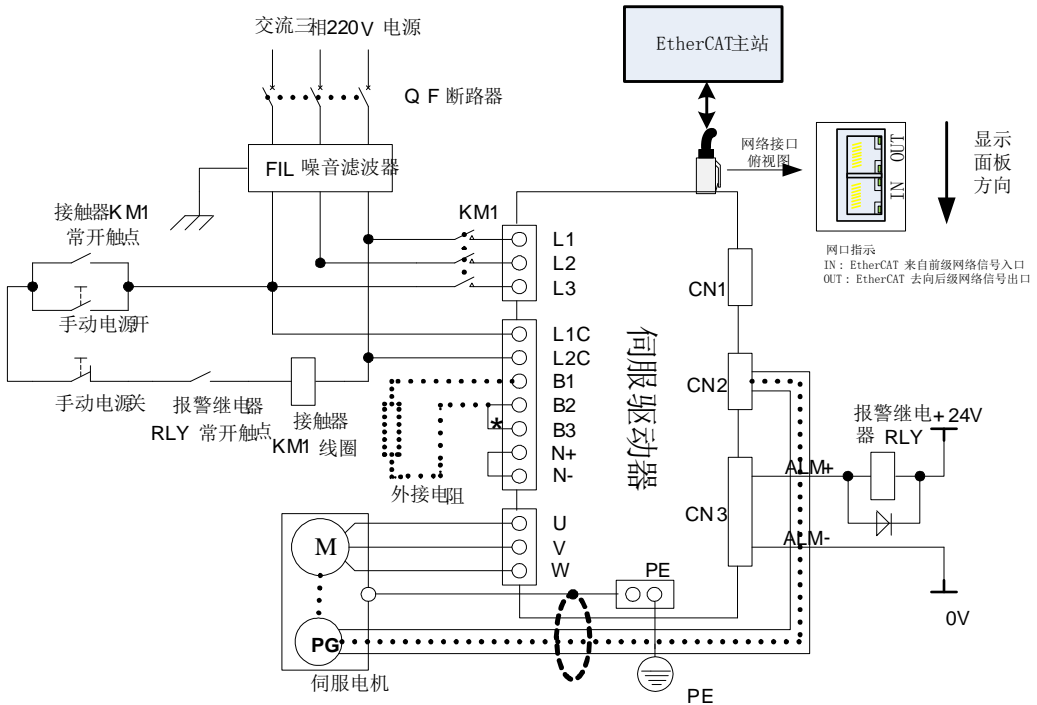 交流三相220V 电源
EtherCAT主站
QF断路器
网络接口
俯视图
IN OUT
显示
面板
方向
FIL 噪音滤波器
接触器KM1
常开触点
KM1
网口指示
IN : EtherCAT 来自前级网络信号入口
OUT : EtherCAT 去向后级网络信号出口
L1
L2
L3
CN1
手动电源开
L1C
L2C
B1
B2
*
B3
N+
N-
伺服驱动器
CN2
手动电源关
报警继电器
RLY 常开触点
接触器
KM1 线圈
外接电阻
报警继电
器 RLY
+24V
ALM+
CN3
ALM-
0V
U
V
W
M
PE
PG
伺服电机
PE